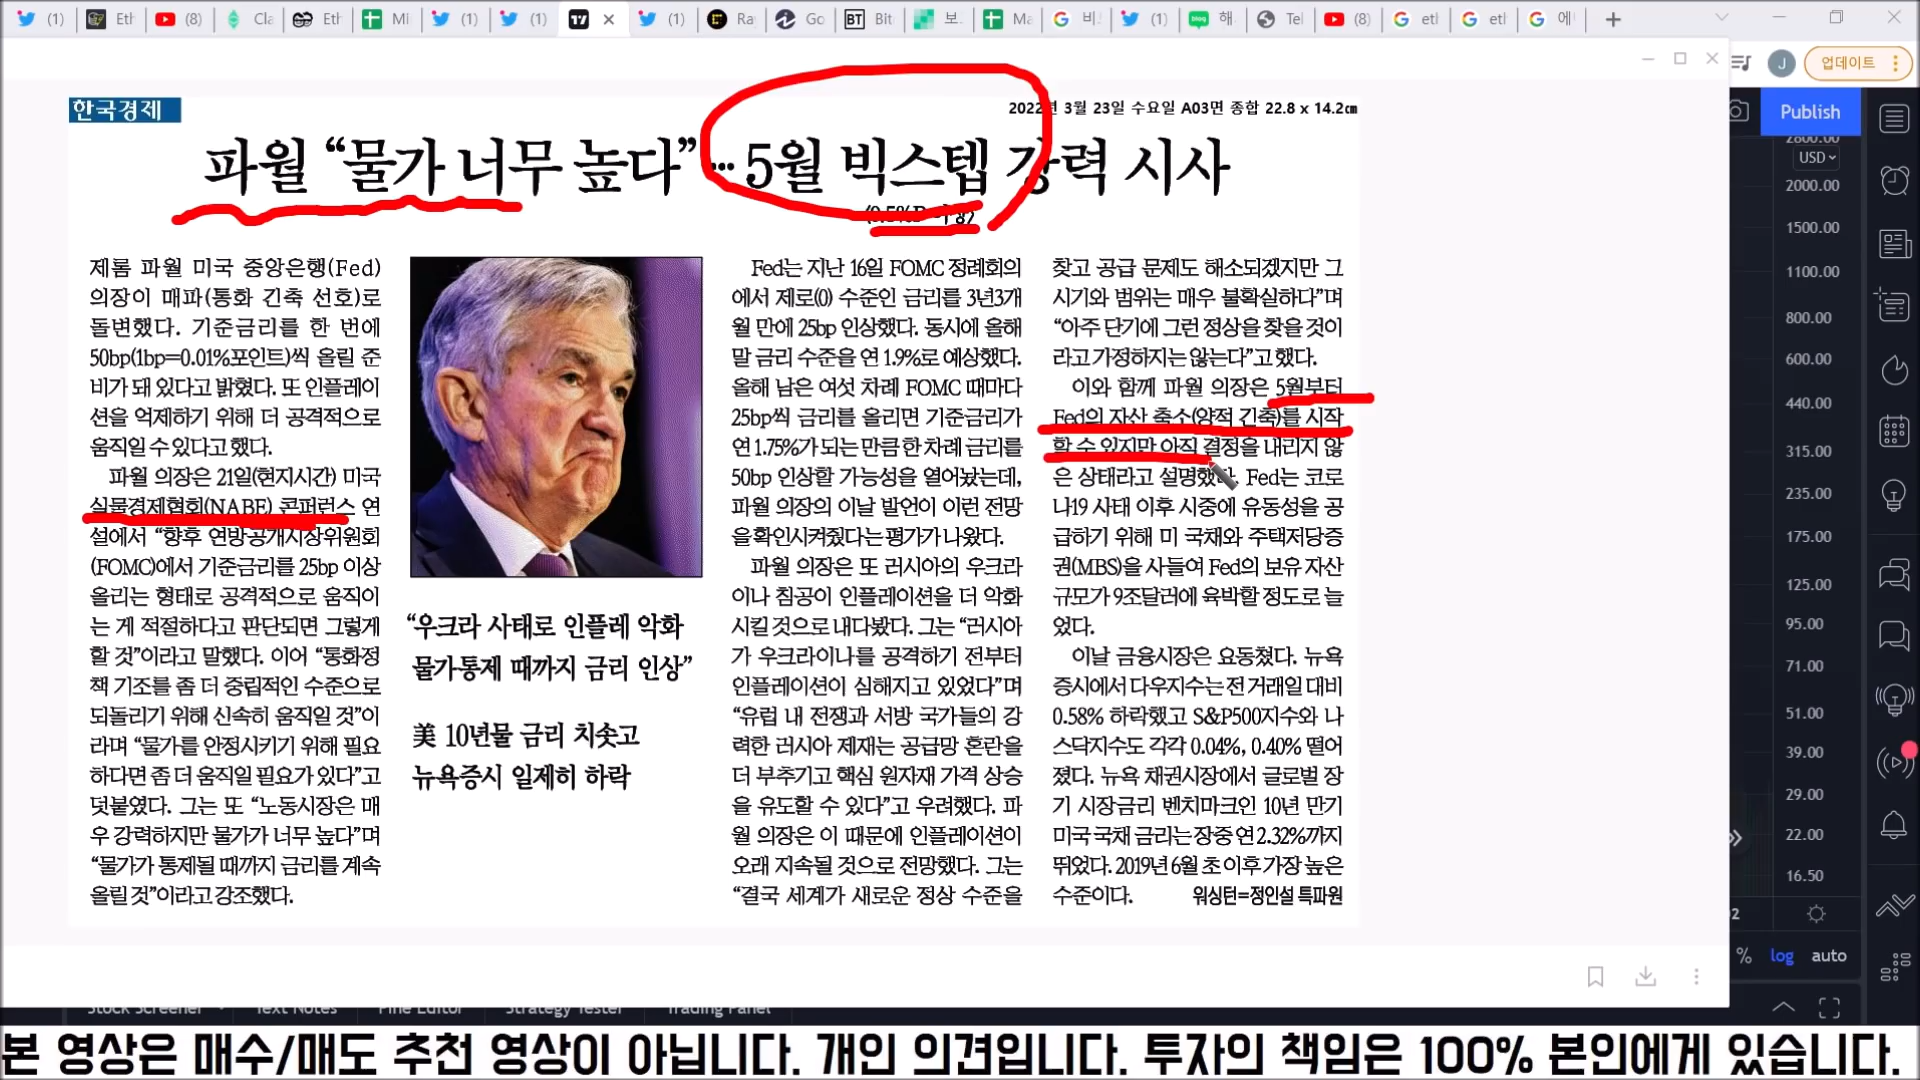 (1)
Eth
(8)
Cla
Eth
Mi
(1)
(1)
(1)
Ra
Go
Bit
보.
Ma
비
(1)
해
Tel
(8)
etl
etl
에
J
업데이트
한국경제
2022년 3월 23일 수요일 A03면 종합 22.8 x 14.2㎝
파월 “물가 너무 높다”…5월 빅스텝 강력 시사
제롬 파월 미국 중앙은행(Fed)
의장이 매파(통화 긴축 선호)로
돌변했다. 기준금리를 한 번에
50bp(1bp=0.01%포인트)씩 올릴 준
비가 돼 있다고 밝혔다. 또 인플레이
션을 억제하기 위해 더 공격적으로
움직일 수 있다고 했다.
파월 의장은 21일(현지시간) 미국
실물경제협회(NABE) 콘퍼런스 연
설에서 “향후 연방공개시장위원회
(FOMC)에서 기준금리를 25bp 이상
올리는 형태로 공격적으로 움직이
는 게 적절하다고 판단되면 그렇게
할 것”이라고 말했다. 이어 “통화정
책 기조를 좀 더 중립적인 수준으로
되돌리기 위해 신속히 움직일 것”이
라며 “물가를 안정시키기 위해 필요
하다면 좀 더 움직일 필요가 있다”고
덧붙였다. 그는 또 “노동시장은 매
우 강력하지만 물가가 너무 높다”며
“물가가 통제될 때까지 금리를 계속
올릴 것”이라고 강조했다.
“우크라 사태로 인플레 악화
물가통제 때까지 금리 인상”
美 10년물 금리 치솟고
뉴욕증시 일제히 하락
Fed는 지난 16일 FOMC 정례회의
에서 제로(0) 수준인 금리를 3년3개
월 만에 25bp 인상했다. 동시에 올해
말 금리 수준을 연 1.9%로 예상했다.
올해 남은 여섯 차례 FOMC 때마다
25bp씩 금리를 올리면 기준금리가
연 1.75%가 되는 만큼 한 차례 금리를
50bp 인상할 가능성을 열어놨는데,
파월 의장의 이날 발언이 이런 전망
을 확인시켜줬다는 평가가 나왔다.
파월 의장은 또 러시아의 우크라
이나 침공이 인플레이션을 더 악화
시킬 것으로 내다봤다. 그는 “러시아
가 우크라이나를 공격하기 전부터
인플레이션이 심해지고 있었다”며
“유럽 내 전쟁과 서방 국가들의 강
력한 러시아 제재는 공급망 혼란을
더 부추기고 핵심 원자재 가격 상승
을 유도할 수 있다”고 우려했다. 파
월 의장은 이 때문에 인플레이션이
오래 지속될 것으로 전망했다. 그는
“결국 세계가 새로운 정상 수준을
찾고 공급 문제도 해소되겠지만 그
시기와 범위는 매우 불확실하다”며
“아주 단기에 그런 정상을 찾을 것이
라고 가정하지는 않는다”고 했다.
이와 함께 파월 의장은 5월부터
Fed의 자산 축소(양적 긴축)를 시작
할 수 있지만 아직 결정을 내리지 않
은 상태라고 설명했다. Fed는 코로
나19 사태 이후 시중에 유동성을 공
급하기 위해 미 국채와 주택저당증
권(MBS)을 사들여 Fed의 보유 자산
규모가 9조달러에 육박할 정도로 늘
었다.
이날 금융시장은 요동쳤다. 뉴욕
증시에서 다우지수는 전 거래일 대비
0.58% 하락했고 S&P500지수와 나
스닥지수도 각각 0.04%, 0.40% 떨어
졌다. 뉴욕 채권시장에서 글로벌 장
기 시장금리 벤치마크인 10년 만기
미국 국채 금리는 장중 연 2.32%까지
뛰었다. 2019년 6월 초 이후 가장 높은
수준이다.
워싱턴=정인설 특파원
Publish
2800.00
USD
2000.00
1500.00
1100.00
800.00
600.00
440.00
315.00
235.00
175.00
125.00
95.00
71.00
51.00
39.00
29.00
22.00
16.50
% log auto
Stock Screener
Text Notes
Pine Editor
Strategy Tester
Trading Panel
본 영상은 매수/매도 추천 영상이 아닙니다. 개인 의견입니다. 투자의 책임은 100% 본인에게 있습니다.